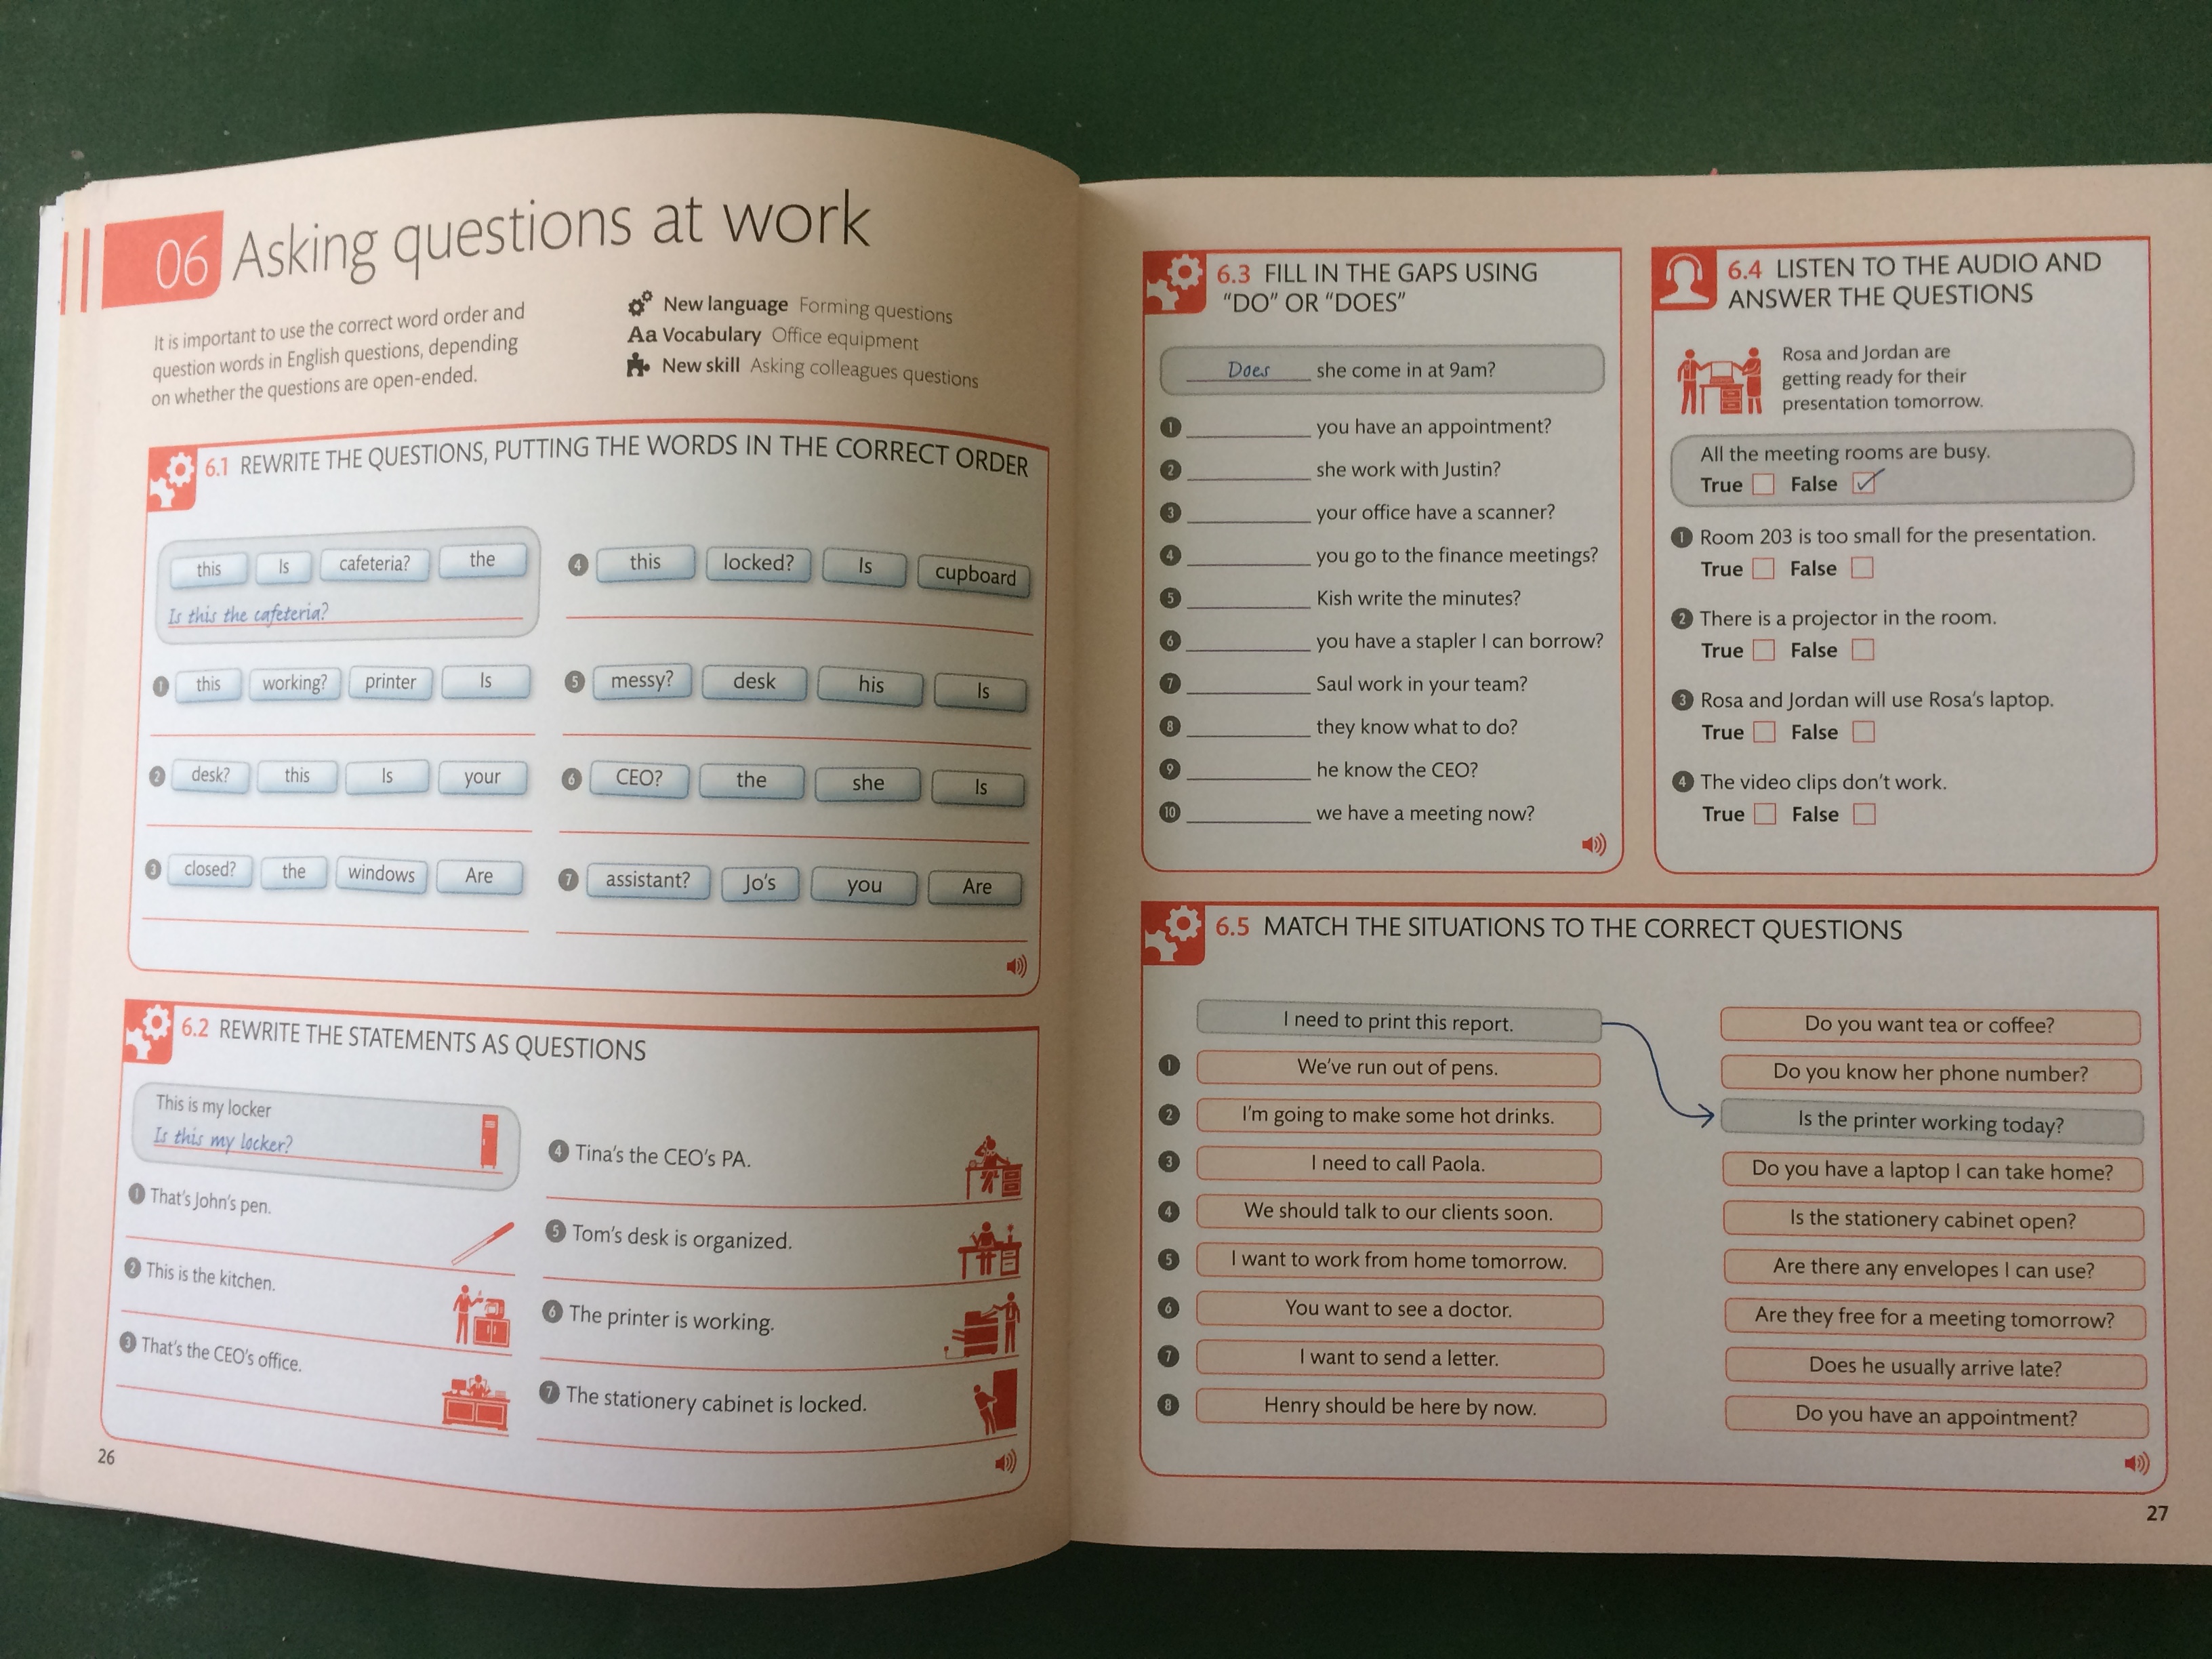 06 Asking questions at work
It is important to use the correct word order and
question words in English questions, depending
on whether the questions are open-ended.
New language Forming questions
Aa Vocabulary Office equipment
New skill Asking colleagues questions
6.1 REWRITE THE QUESTIONS, PUTTING THE WORDS IN THE CORRECT ORDER
this Is cafeteria? the
Is this the cafeteria?
1 this working? printer Is
2 desk? this Is your
3 closed? the windows Are
4 this locked? Is cupboard
5 messy? desk his Is
6 CEO? the she Is
7 assistant? Jo's you Are
6.2 REWRITE THE STATEMENTS AS QUESTIONS
This is my locker
Is this my locker?
1 That's John's pen.
2 This is the kitchen.
3 That's the CEO's office.
4 Tina's the CEO's PA.
5 Tom's desk is organized.
6 The printer is working.
7 The stationery cabinet is locked.
26
6.3 FILL IN THE GAPS USING
"DO" OR "DOES"
Does she come in at 9am?
1 you have an appointment?
2 she work with Justin?
3 your office have a scanner?
4 you go to the finance meetings?
5 Kish write the minutes?
6 you have a stapler I can borrow?
7 Saul work in your team?
8 they know what to do?
9 he know the CEO?
10 we have a meeting now?
6.4 LISTEN TO THE AUDIO AND
ANSWER THE QUESTIONS
Rosa and Jordan are
getting ready for their
presentation tomorrow.
All the meeting rooms are busy.
True False
1 Room 203 is too small for the presentation.
True False
2 There is a projector in the room.
True False
3 Rosa and Jordan will use Rosa's laptop.
True False
4 The video clips don't work.
True False
6.5 MATCH THE SITUATIONS TO THE CORRECT QUESTIONS
I need to print this report.
1 We've run out of pens.
2 I'm going to make some hot drinks.
3 I need to call Paola.
4 We should talk to our clients soon.
5 I want to work from home tomorrow.
6 You want to see a doctor.
7 I want to send a letter.
8 Henry should be here by now.
Do you want tea or coffee?
Do you know her phone number?
Is the printer working today?
Do you have a laptop I can take home?
Is the stationery cabinet open?
Are there any envelopes I can use?
Are they free for a meeting tomorrow?
Does he usually arrive late?
Do you have an appointment?
27